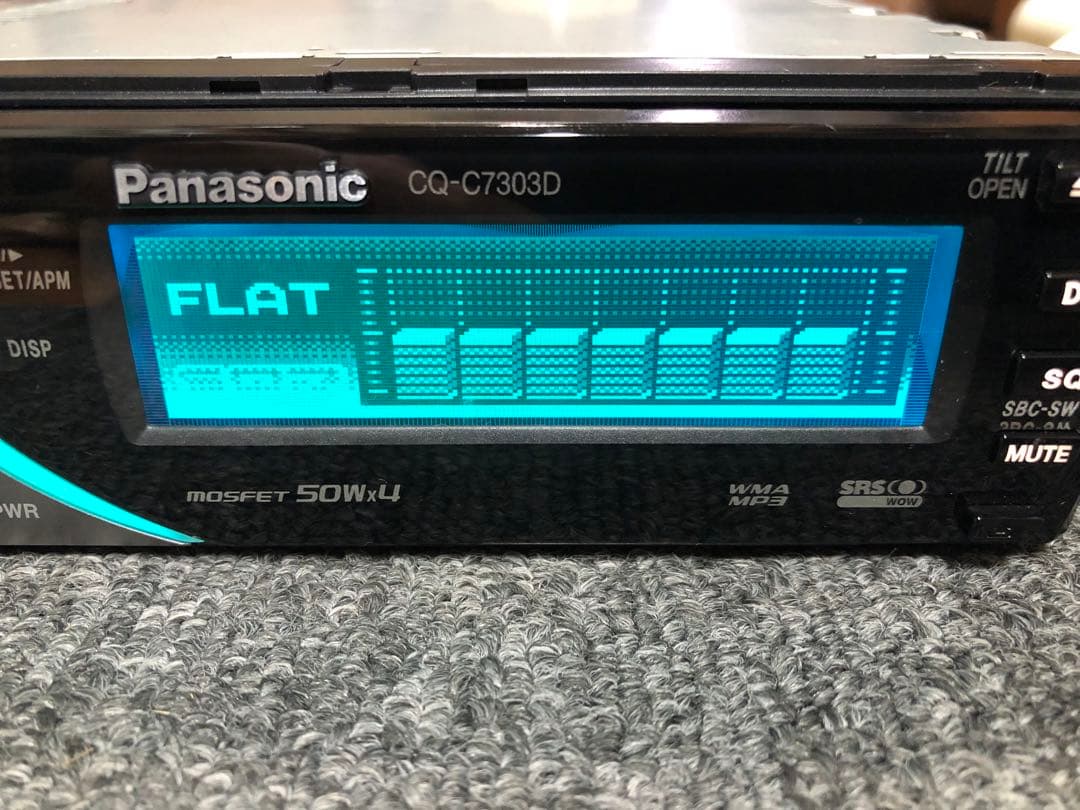 Panasonic CQ-C7303D
TILT
OPEN
SET/APM
FLAT
D
DISP
SQ
SBC-SW
MUTE
MOSFET 50Wx4
WMA
MP3
SRS
WOW
PWR